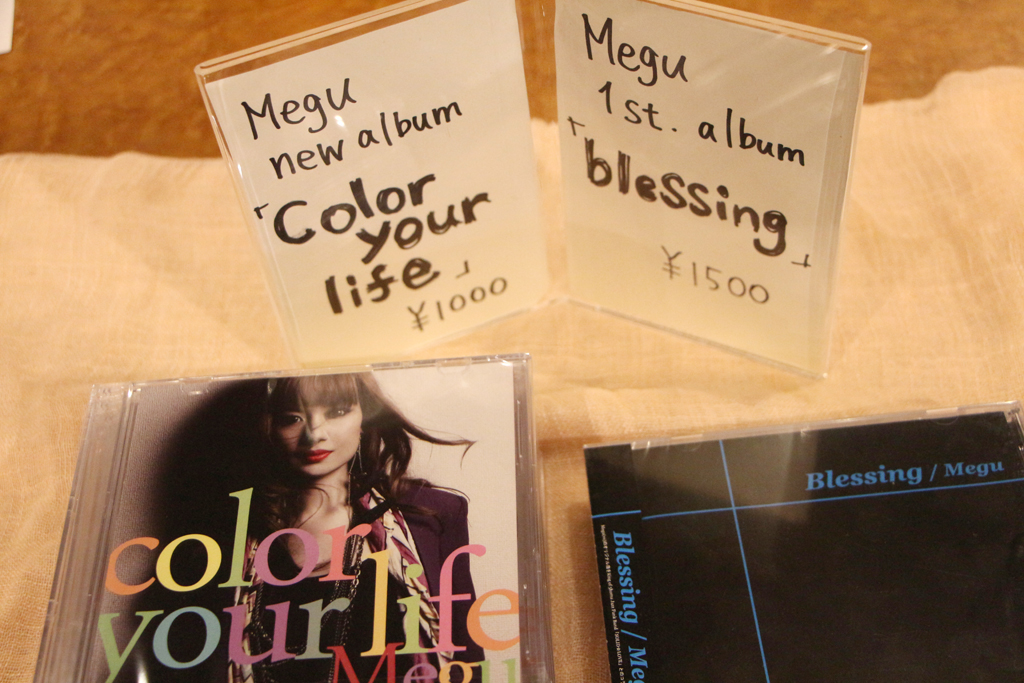 Megu
new album
「Color
your
life」
¥1000
Megu
1st. album
「blessing」
¥1500
color
your life
Megu
Blessing / Megu
Blessing / Me